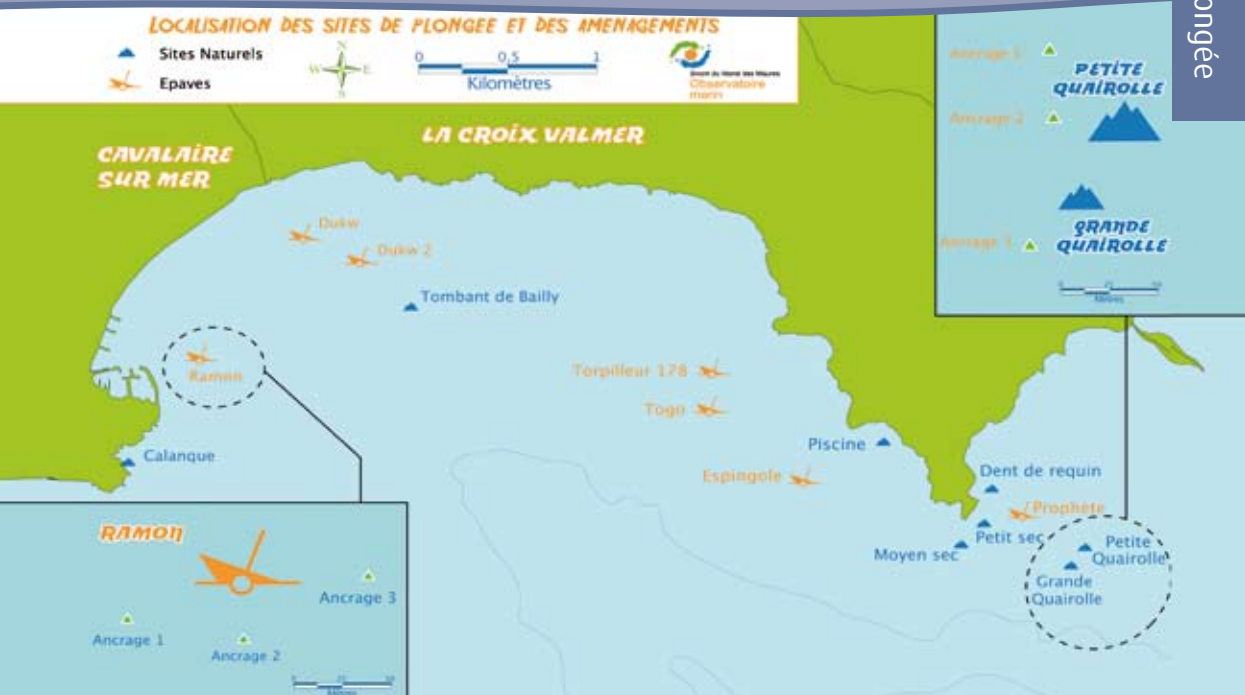 LOCALISATION DES SITES DE PLONGEE ET DES AMENAGEMENTS
Sites Naturels
Epaves
N
W E
0 0,5 1
Kilomètres
Observatoire
marin
ongée
Ancrage 1
PETITE
QUAIROLLE
Ancrage 2
GRANDE
QUAIROLLE
Mètres
CAVALAIRE
SUR MER
LA CROIX VALMER
Dukw
Dukw 2
Tombant de Bailly
Ramon
Torpilleur 178
Togo
Calanque
Piscine
Espingole
Dent de requin
Prophète
Petit sec
Moyen sec
Petite
Quairolle
Grande
Quairolle
RAMON
Ancrage 3
Ancrage 1
Ancrage 2
Mètres